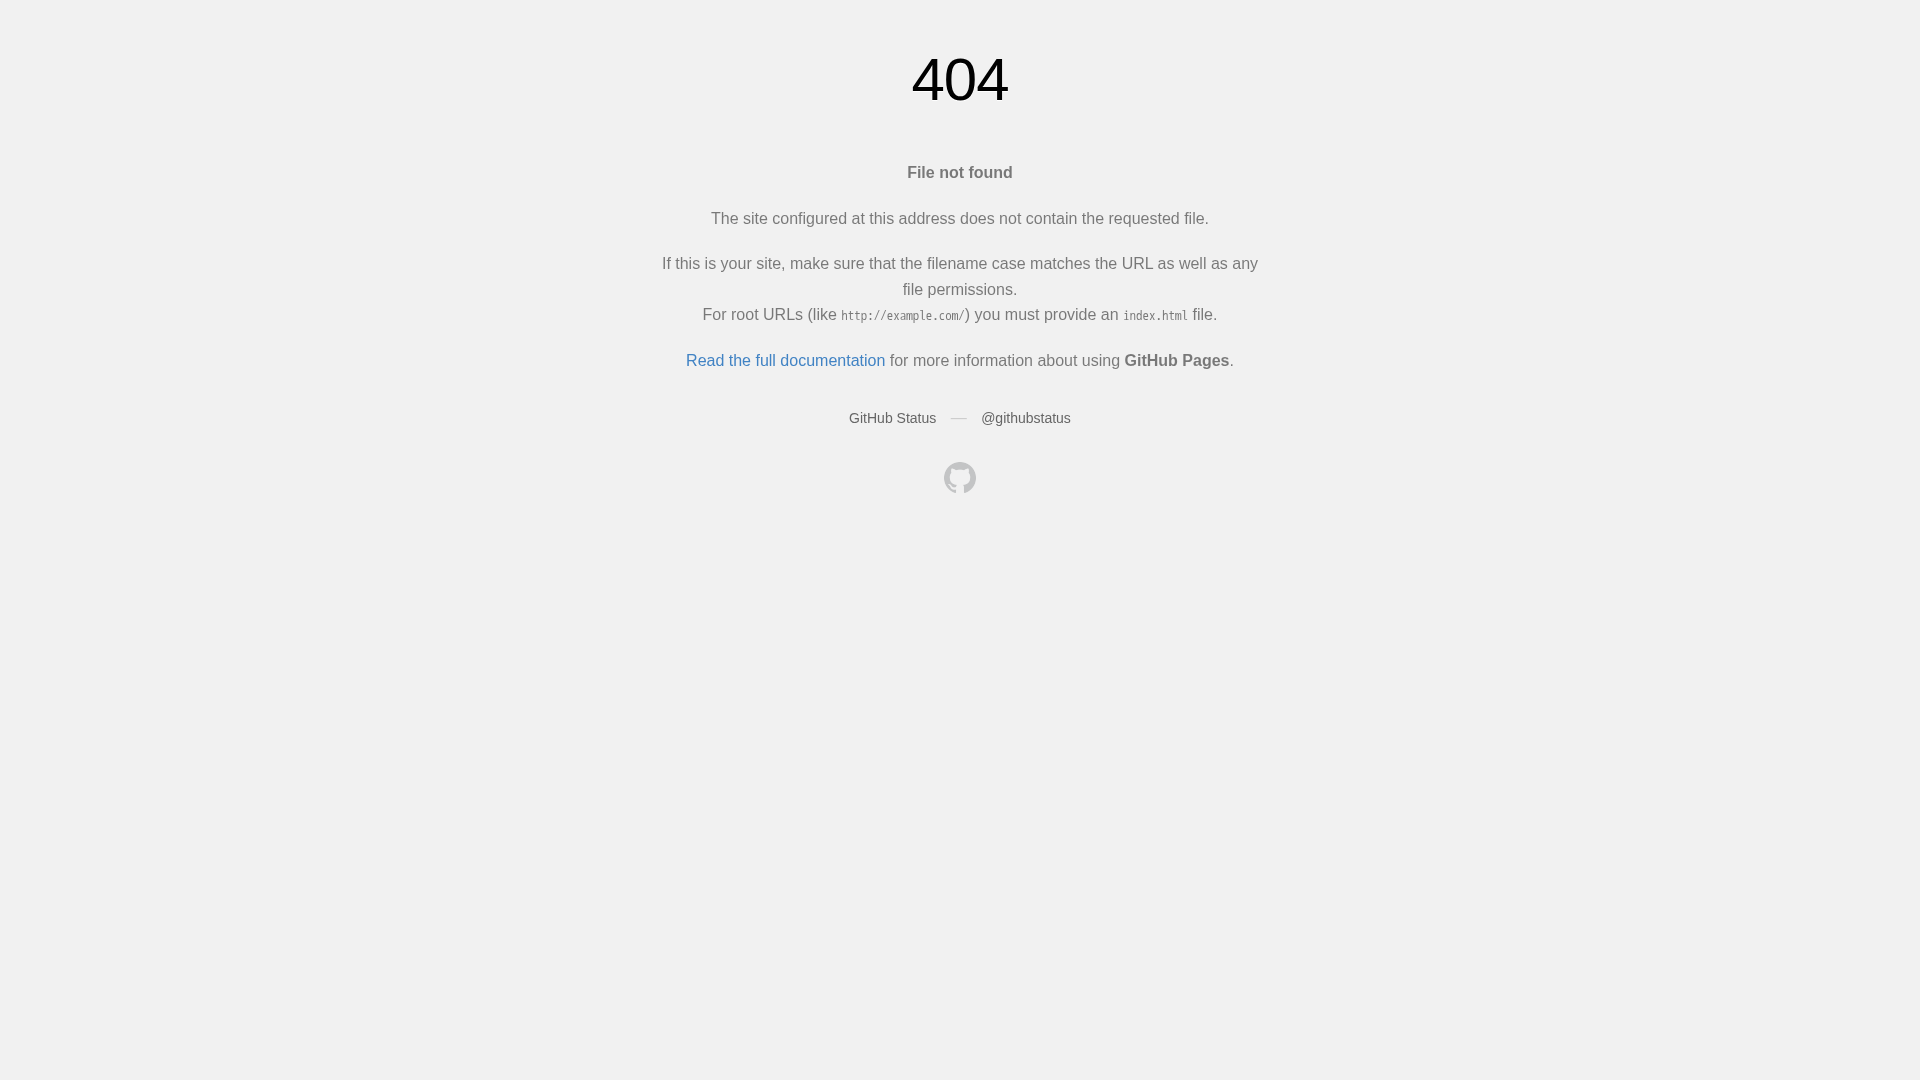 404
File not found
The site configured at this address does not contain the requested file.
If this is your site, make sure that the filename case matches the URL as well as any
file permissions.
For root URLs (like http://example.com/) you must provide an index.html file.
Read the full documentation for more information about using GitHub Pages.
GitHub Status — @githubstatus